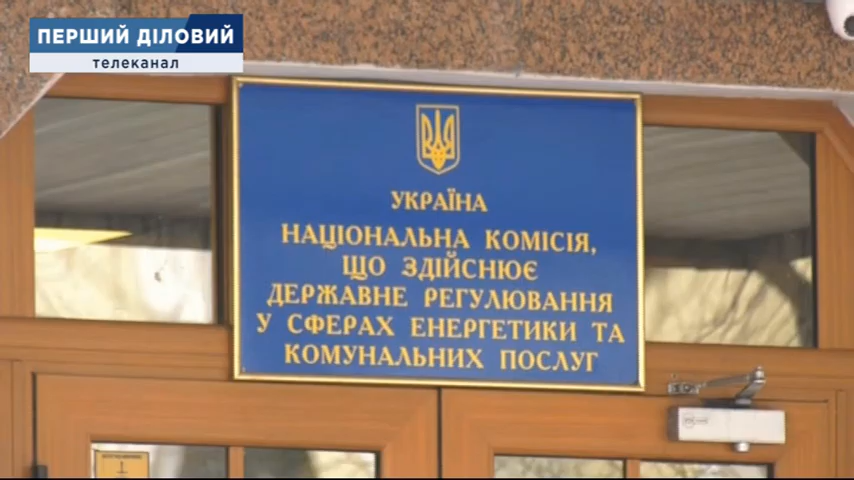 ПЕРШИЙ ДІЛОВИЙ
телеканал
УКРАЇНА
НАЦІОНАЛЬНА КОМІСІЯ,
ЩО ЗДІЙСНЮЄ
ДЕРЖАВНЕ РЕГУЛЮВАННЯ
У СФЕРАХ ЕНЕРГЕТИКИ ТА
КОМУНАЛЬНИХ ПОСЛУГ